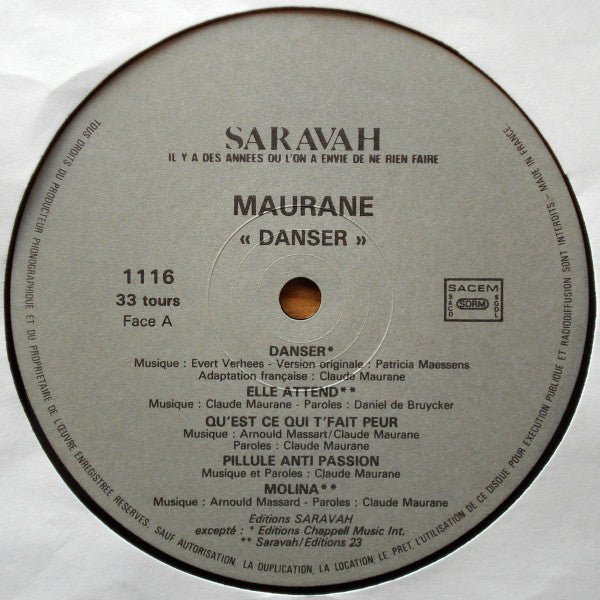 SARAVAH
IL Y A DES ANNEES OU L'ON A ENVIE DE NE RIEN FAIRE
MAURANE
« DANSER »
1116
33 tours
Face A
SACEM
SACD
SDRM
SGDL
DANSER*
Musique : Evert Verhees - Version originale : Patricia Maessens
Adaptation française : Claude Maurane
ELLE ATTEND**
Musique : Claude Maurane - Paroles : Daniel de Bruycker
QU'EST CE QUI T'FAIT PEUR
Musique : Arnould Massart/Claude Maurane
Paroles : Claude Maurane
PILLULE ANTI PASSION
Musique et Paroles : Claude Maurane
MOLINA**
Musique : Arnould Massard - Paroles : Claude Maurane
Editions SARAVAH
excepté : * Editions Chappell Music Int.
** Saravah/Editions 23
TOUS DROITS DU PRODUCTEUR PHONOGRAPHIQUE ET DU PROPRIETAIRE DE L'ŒUVRE ENREGISTREE RESERVES. SAUF AUTORISATION, LA DUPLICATION, LA LOCATION LE PRET, L'UTILISATION DE CE DISQUE POUR EXECUTION PUBLIQUE ET RADIODIFFUSION SONT INTERDITS - MADE IN FRANCE.